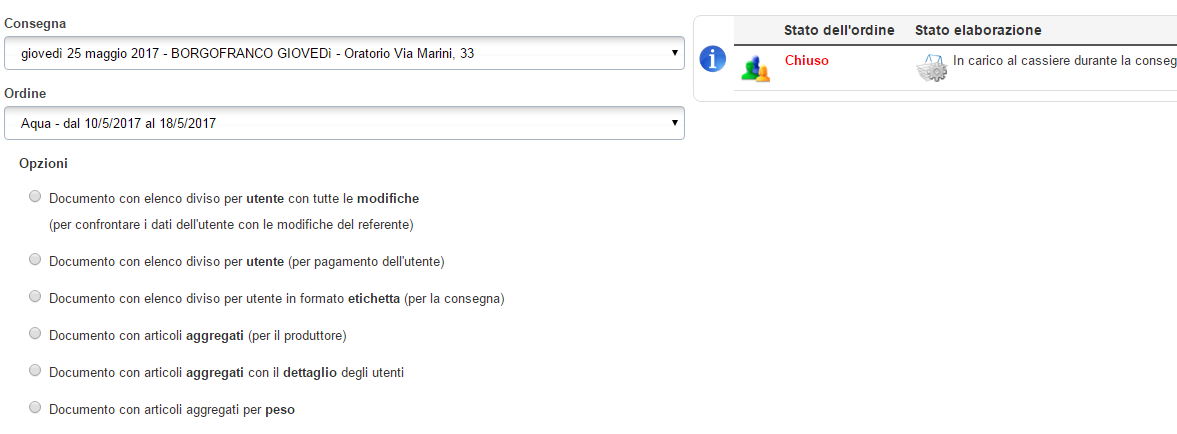 Consegna
giovedì 25 maggio 2017 - BORGOFRANCO GIOVEDì - Oratorio Via Marini, 33
Ordine
Aqua - dal 10/5/2017 al 18/5/2017
Stato dell'ordine Stato elaborazione
Chiuso In carico al cassiere durante la conseg
Opzioni
Documento con elenco diviso per utente con tutte le modifiche
(per confrontare i dati dell'utente con le modifiche del referente)
Documento con elenco diviso per utente (per pagamento dell'utente)
Documento con elenco diviso per utente in formato etichetta (per la consegna)
Documento con articoli aggregati (per il produttore)
Documento con articoli aggregati con il dettaglio degli utenti
Documento con articoli aggregati per peso